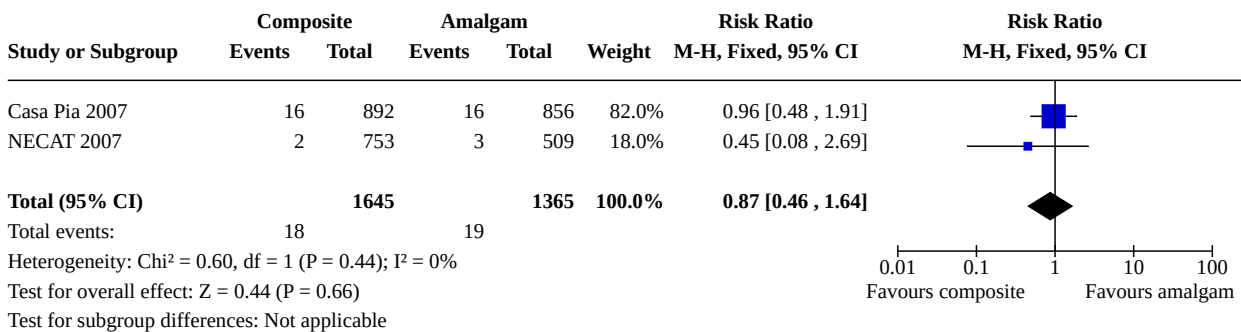 Composite Amalgam Risk Ratio Risk Ratio
Study or Subgroup Events Total Events Total Weight M-H, Fixed, 95% CI M-H, Fixed, 95% CI
Casa Pia 2007 16 892 16 856 82.0% 0.96 [0.48 , 1.91]
NECAT 2007 2 753 3 509 18.0% 0.45 [0.08 , 2.69]
Total (95% CI) 1645 1365 100.0% 0.87 [0.46 , 1.64]
Total events: 18 19
Heterogeneity: Chi² = 0.60, df = 1 (P = 0.44); I² = 0%
0.01 0.1 1 10 100
Test for overall effect: Z = 0.44 (P = 0.66)
Favours composite Favours amalgam
Test for subgroup differences: Not applicable